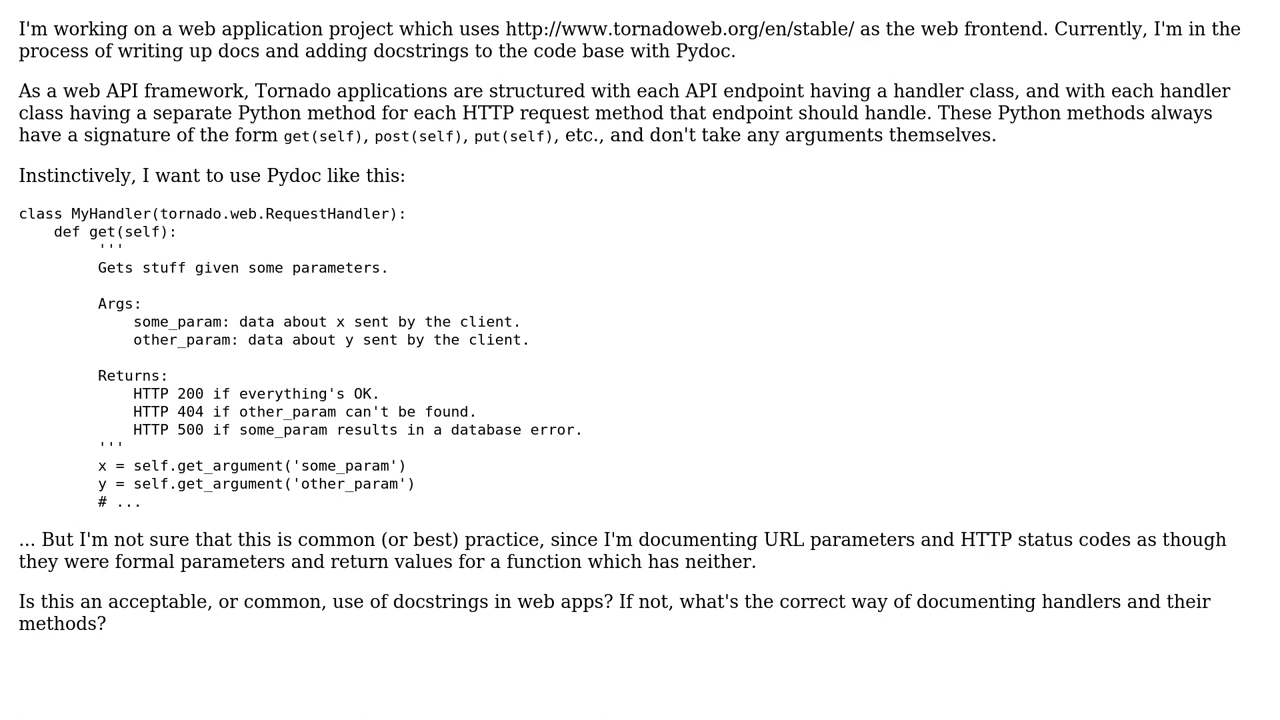 I'm working on a web application project which uses http://www.tornadoweb.org/en/stable/ as the web frontend. Currently, I'm in the
process of writing up docs and adding docstrings to the code base with Pydoc.
As a web API framework, Tornado applications are structured with each API endpoint having a handler class, and with each handler
class having a separate Python method for each HTTP request method that endpoint should handle. These Python methods always
have a signature of the form get(self), post(self), put(self), etc., and don't take any arguments themselves.
Instinctively, I want to use Pydoc like this:
class MyHandler(tornado.web.RequestHandler):
    def get(self):
         '''
         Gets stuff given some parameters.

         Args:
             some_param: data about x sent by the client.
             other_param: data about y sent by the client.

         Returns:
             HTTP 200 if everything's OK.
             HTTP 404 if other_param can't be found.
             HTTP 500 if some_param results in a database error.
         '''
         x = self.get_argument('some_param')
         y = self.get_argument('other_param')
         # ...
... But I'm not sure that this is common (or best) practice, since I'm documenting URL parameters and HTTP status codes as though
they were formal parameters and return values for a function which has neither.
Is this an acceptable, or common, use of docstrings in web apps? If not, what's the correct way of documenting handlers and their
methods?